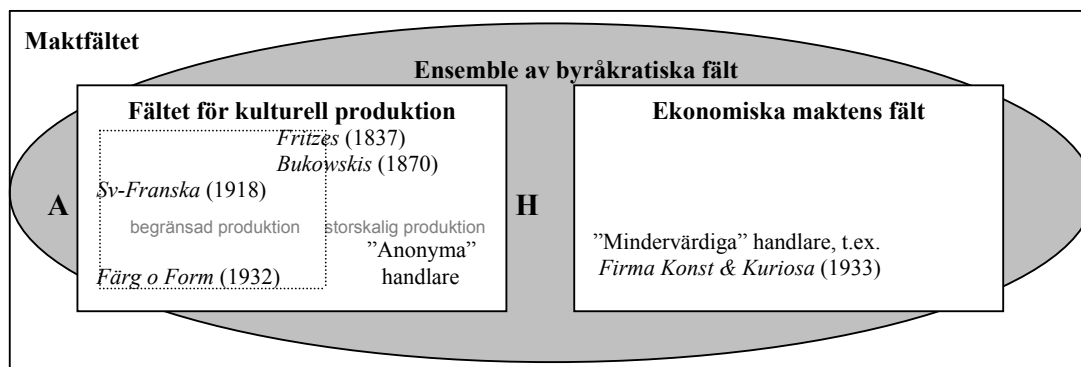 Maktfältet
Ensemble av byråkratiska fält
Fältet för kulturell produktion
Fritzes (1837)
Bukowskis (1870)
Sv-Franska (1918)
A
begränsad produktion
storskalig produktion
”Anonyma”
handlare
Färg o Form (1932)
H
Ekonomiska maktens fält
”Mindervärdiga” handlare, t.ex.
Firma Konst & Kuriosa (1933)